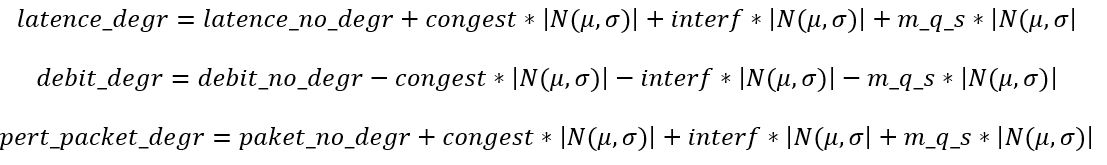 latence_degr = latence_no_degr + congest ∗ |N(μ, σ)| + interf ∗ |N(μ, σ)| + m_q_s ∗ |N(μ, σ|
debit_degr = debit_no_degr − congest ∗ |N(μ, σ)| − interf ∗ |N(μ, σ)| − m_q_s ∗ |N(μ, σ)|
pert_packet_degr = paket_no_degr + congest ∗ |N(μ, σ)| + interf ∗ |N(μ, σ| + m_q_s ∗ |N(μ, σ)|